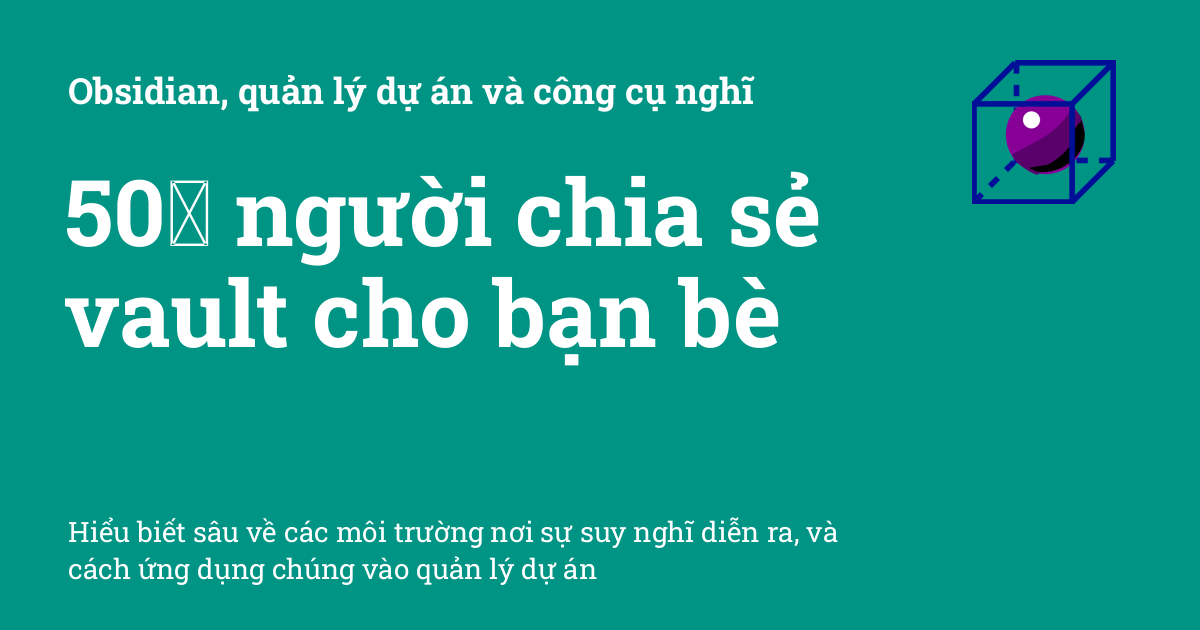 Obsidian, quản lý dự án và công cụ nghĩ
50 người chia sẻ
vault cho bạn bè
Hiểu biết sâu về các môi trường nơi sự suy nghĩ diễn ra, và
cách ứng dụng chúng vào quản lý dự án